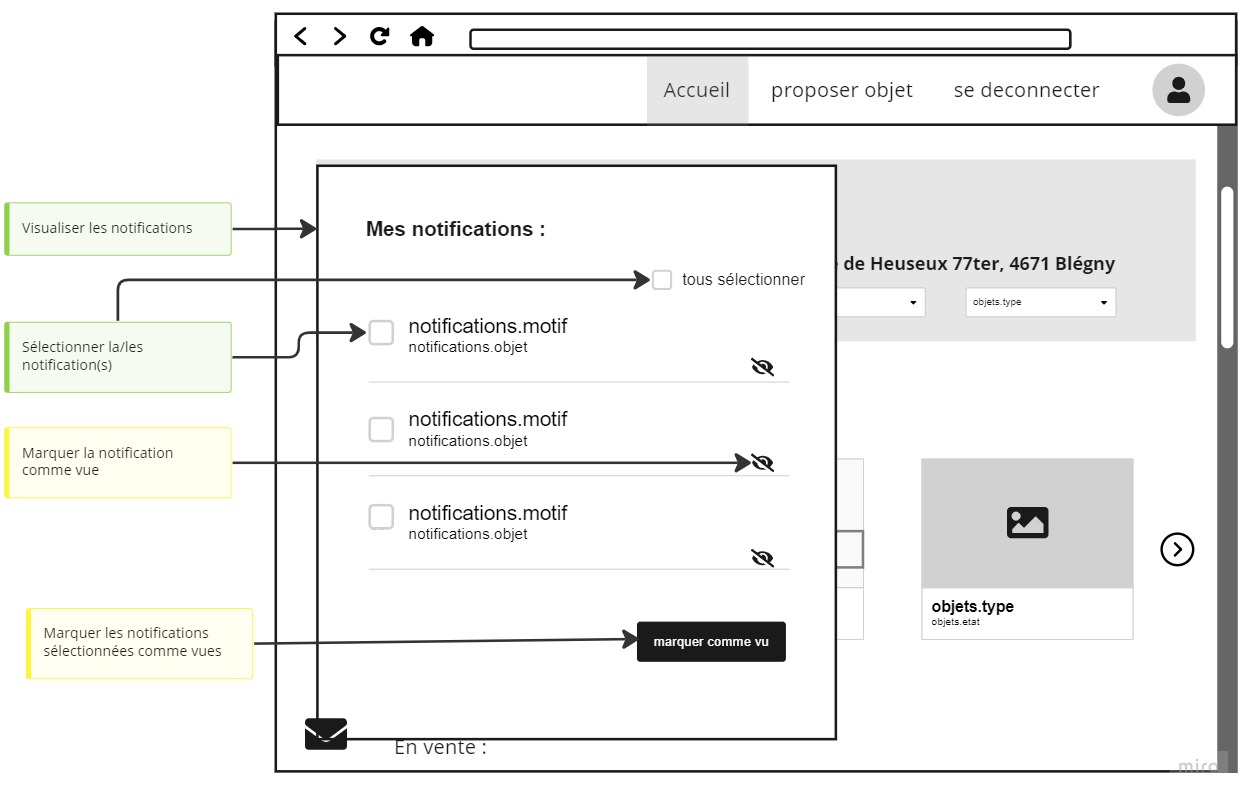 Accueil
proposer objet
se deconnecter
Visualiser les notifications
Mes notifications :
de Heuseux 77ter, 4671 Blégny
objets.type
tous sélectionner
Sélectionner la/les
notification(s)
notifications.motif
notifications.objet
Marquer la notification
comme vue
notifications.motif
notifications.objet
notifications.motif
notifications.objet
objets.type
objets.etat
Marquer les notifications
sélectionnées comme vues
marquer comme vu
En vente :
miro